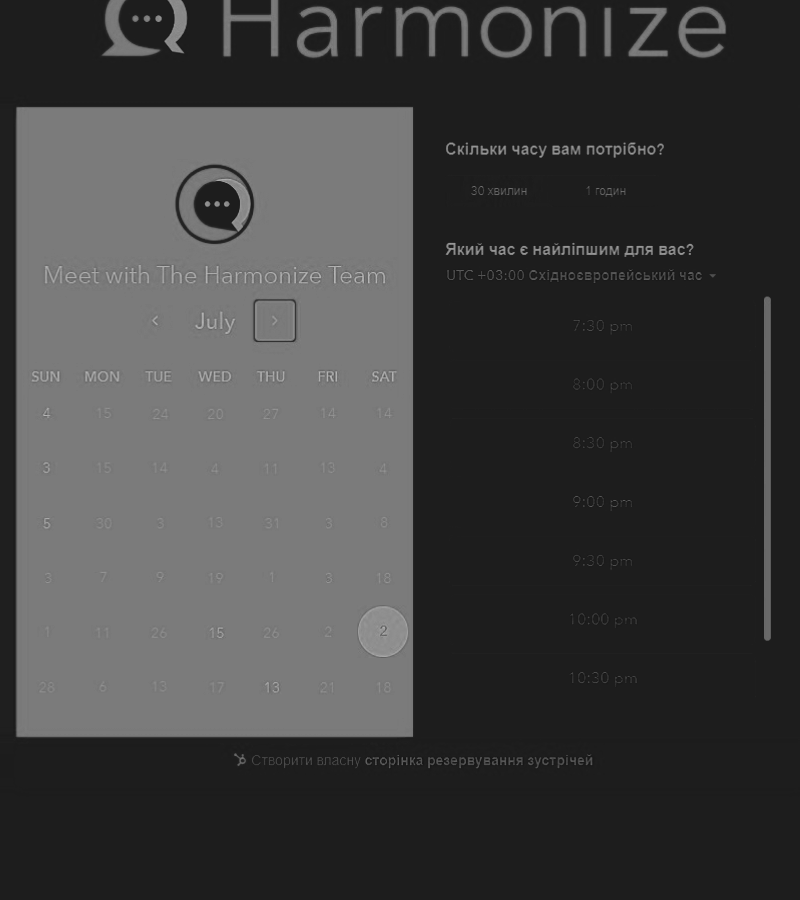 Harmonize
Meet with The Harmonize Team
July
SUN MON TUE WED THU FRI SAT
4 15 24 20 27 14 14
3 15 14 4 11 13 4
5 30 3 13 31 3 8
3 7 9 19 1 3 18
1 11 26 15 26 2 2
28 6 13 17 13 21 18
Скільки часу вам потрібно?
30 хвилин 1 годин
Який час є найліпшим для вас?
UTC +03:00 Східноєвропейський час
7:30 pm
8:00 pm
8:30 pm
9:00 pm
9:30 pm
10:00 pm
10:30 pm
Створити власну сторінка резервування зустрічей